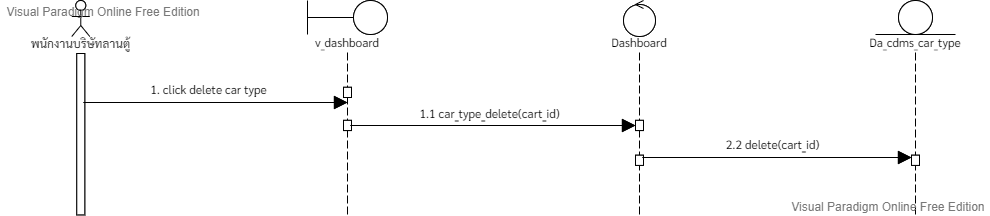 Visual Paradigm Online Free Edition
พนักงานบริษัทลานตู้
v_dashboard
Dashboard
Da_cdms_car_type
1. click delete car type
1.1 car_type_delete(cart_id)
2.2 delete(cart_id)
Visual Paradigm Online Free Edition